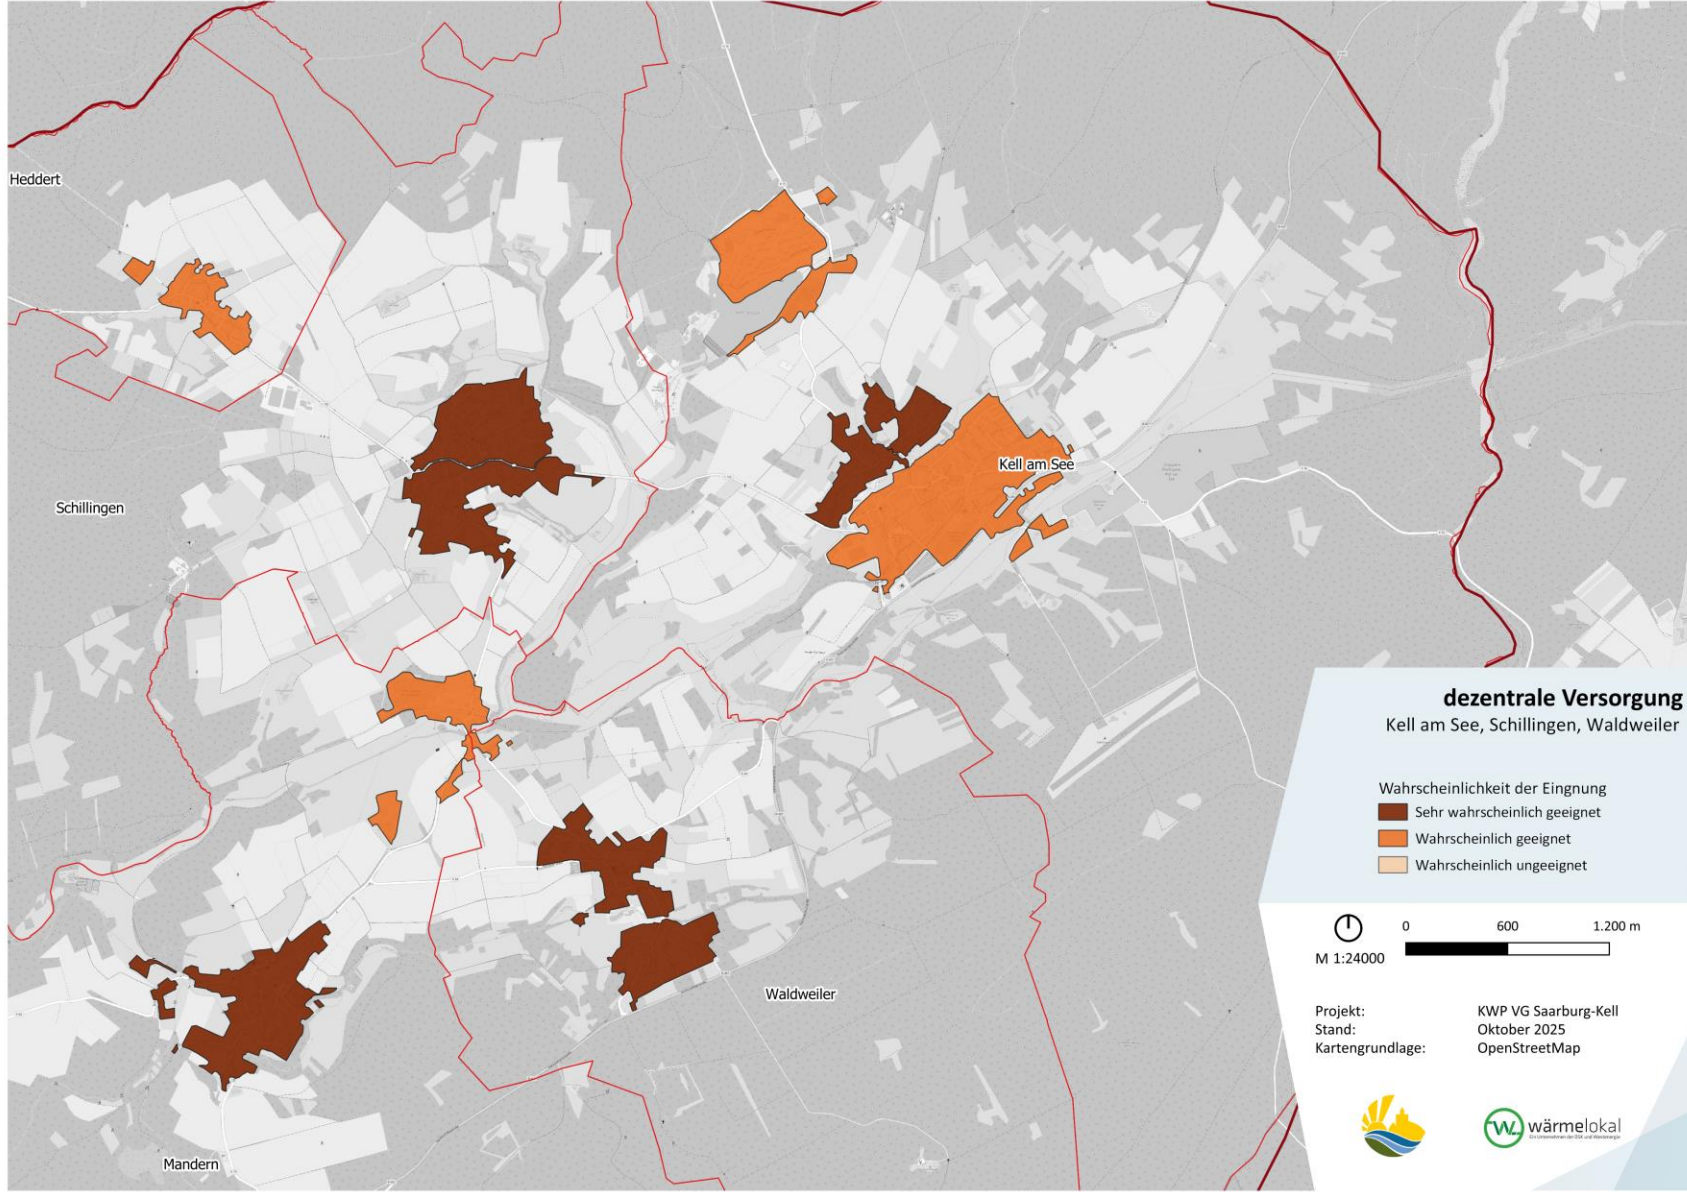 Heddert
Schillingen
Kell am See
Waldweiler
Mandern
dezentrale Versorgung
Kell am See, Schillingen, Waldweiler
Wahrscheinlichkeit der Eingnung
Sehr wahrscheinlich geeignet
Wahrscheinlich geeignet
Wahrscheinlich ungeeignet
0 600 1.200 m
M 1:24000
Projekt: KWP VG Saarburg-Kell
Stand: Oktober 2025
Kartengrundlage: OpenStreetMap
wärmelokal